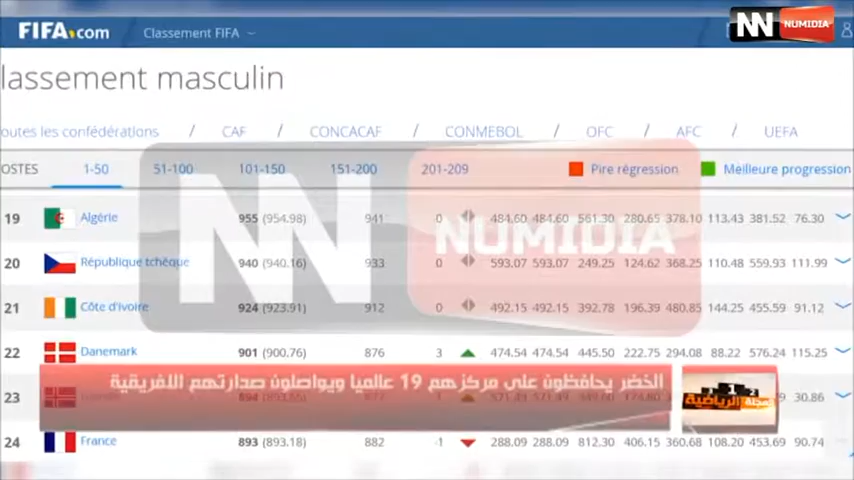 FIFA.com Classement FIFA
NN NUMIDIA
lassement masculin
outes les confédérations / CAF / CONCACAF / CONMEBOL / OFC / AFC / UEFA
OSTES 1-50 51-100 101-150 151-200 201-209 Pire régression Meilleure progression
19 Algérie 955 (954.98) 941 0 484.60 484.60 561.30 280.65 378.10 113.43 381.52 76.30
NN NUMIDIA
20 République tchèque 940 (940.16) 933 0 593.07 593.07 249.25 124.62 368.25 110.48 559.93 111.99
21 Côte d'Ivoire 924 (923.91) 912 0 492.15 492.15 392.78 196.39 480.85 144.25 455.59 91.12
22 Danemark 901 (900.76) 876 3 474.54 474.54 445.50 222.75 294.08 88.22 576.24 115.25
الخضر يحافظون على مركزهم 19 عالميا ويواصلون صدارتهم الافريقية
2 1 3
مجلة الرياضية
23 30.86
24 France 893 (893.18) 882 -1 288.09 288.09 812.30 406.15 360.68 108.20 453.69 90.74